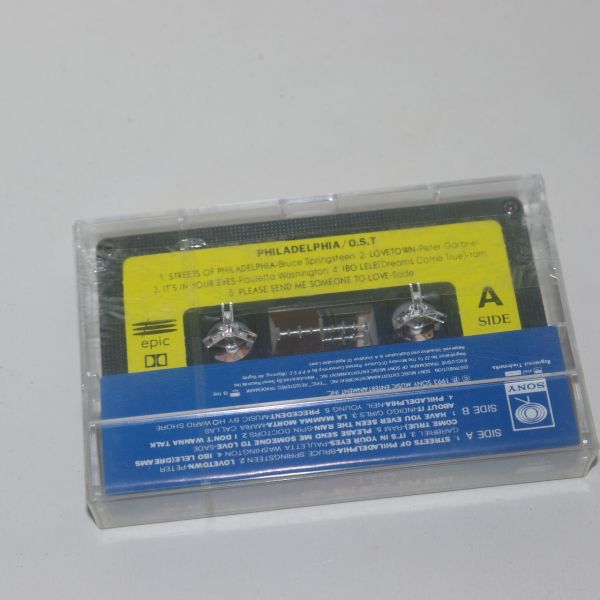 PHILADELPHIA/O.S.T
1. STREETS OF PHILADELPHIA-Bruce Springsteen 2. LOVETOWN-Peter Garbriel
3. IT'S IN YOUR EYES-Pauletta Washington 4. IBO LELE(Dreams Come True)-ram
5. PLEASE SEND ME SOMEONE TO LOVE-Sade
epic
A
SIDE
SONY
SIDE A 1. STREETS OF PHILADELPHIA-BRUCE SPRINGSTEEN 2. LOVETOWN-PETER
GABRIEL 3. IT'S IN YOUR EYES-PAULETTA WASHINGTON 4. IBO LELE(DREAMS
COME TRUE)-RAM 5. PLEASE SEND ME SOMEONE TO LOVE-SADE
SIDE B 1. HAVE YOU EVER SEEN THE RAIN-SPIN DOCTORS 2. I DON'T WANNA TALK
ABOUT IT-INDIGO GIRLS 3. LA MAMMA MORTA-MARIA CALLAS
4. PHILADELPHIA-NEIL YOUNG 5. PRECEDENT-MUSIC BY HOWARD SHORE
SONY MUSIC ENTERTAINMENT INC.
Registered Trademarks